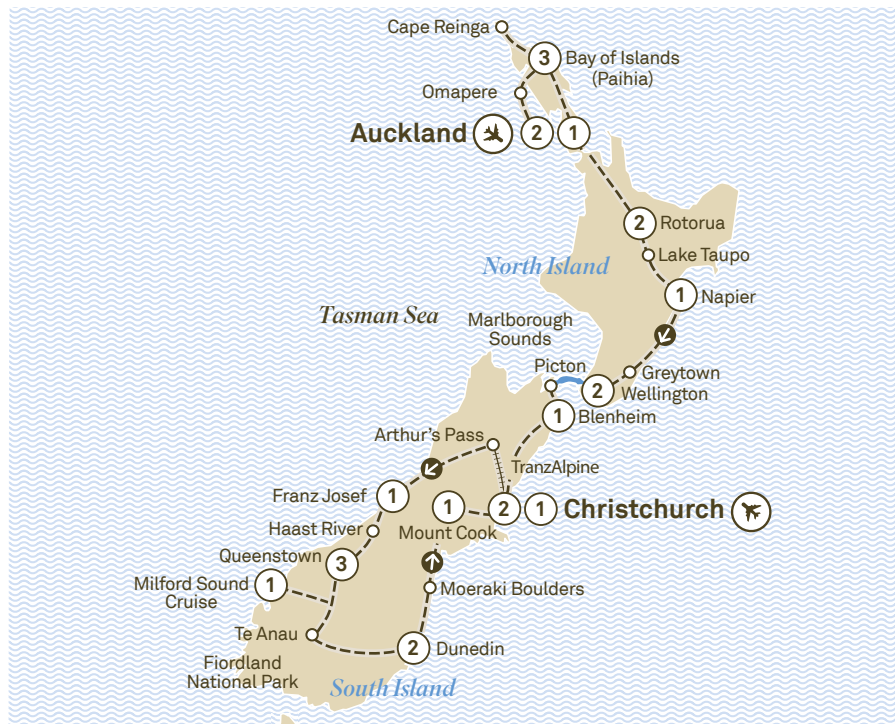 Cape Reinga
3
Bay of Islands
(Paihia)
Omapere
Auckland
2
1
2
Rotorua
Lake Taupo
North Island
1
Napier
Tasman Sea
Marlborough
Sounds
Picton
Greytown
2
Wellington
1
Blenheim
Arthur's Pass
TranzAlpine
Franz Josef
1
1
2
1
Christchurch
Mount Cook
Haast River
Queenstown
3
Milford Sound
Cruise
1
Moeraki Boulders
Te Anau
2
Dunedin
Fiordland
National Park
South Island